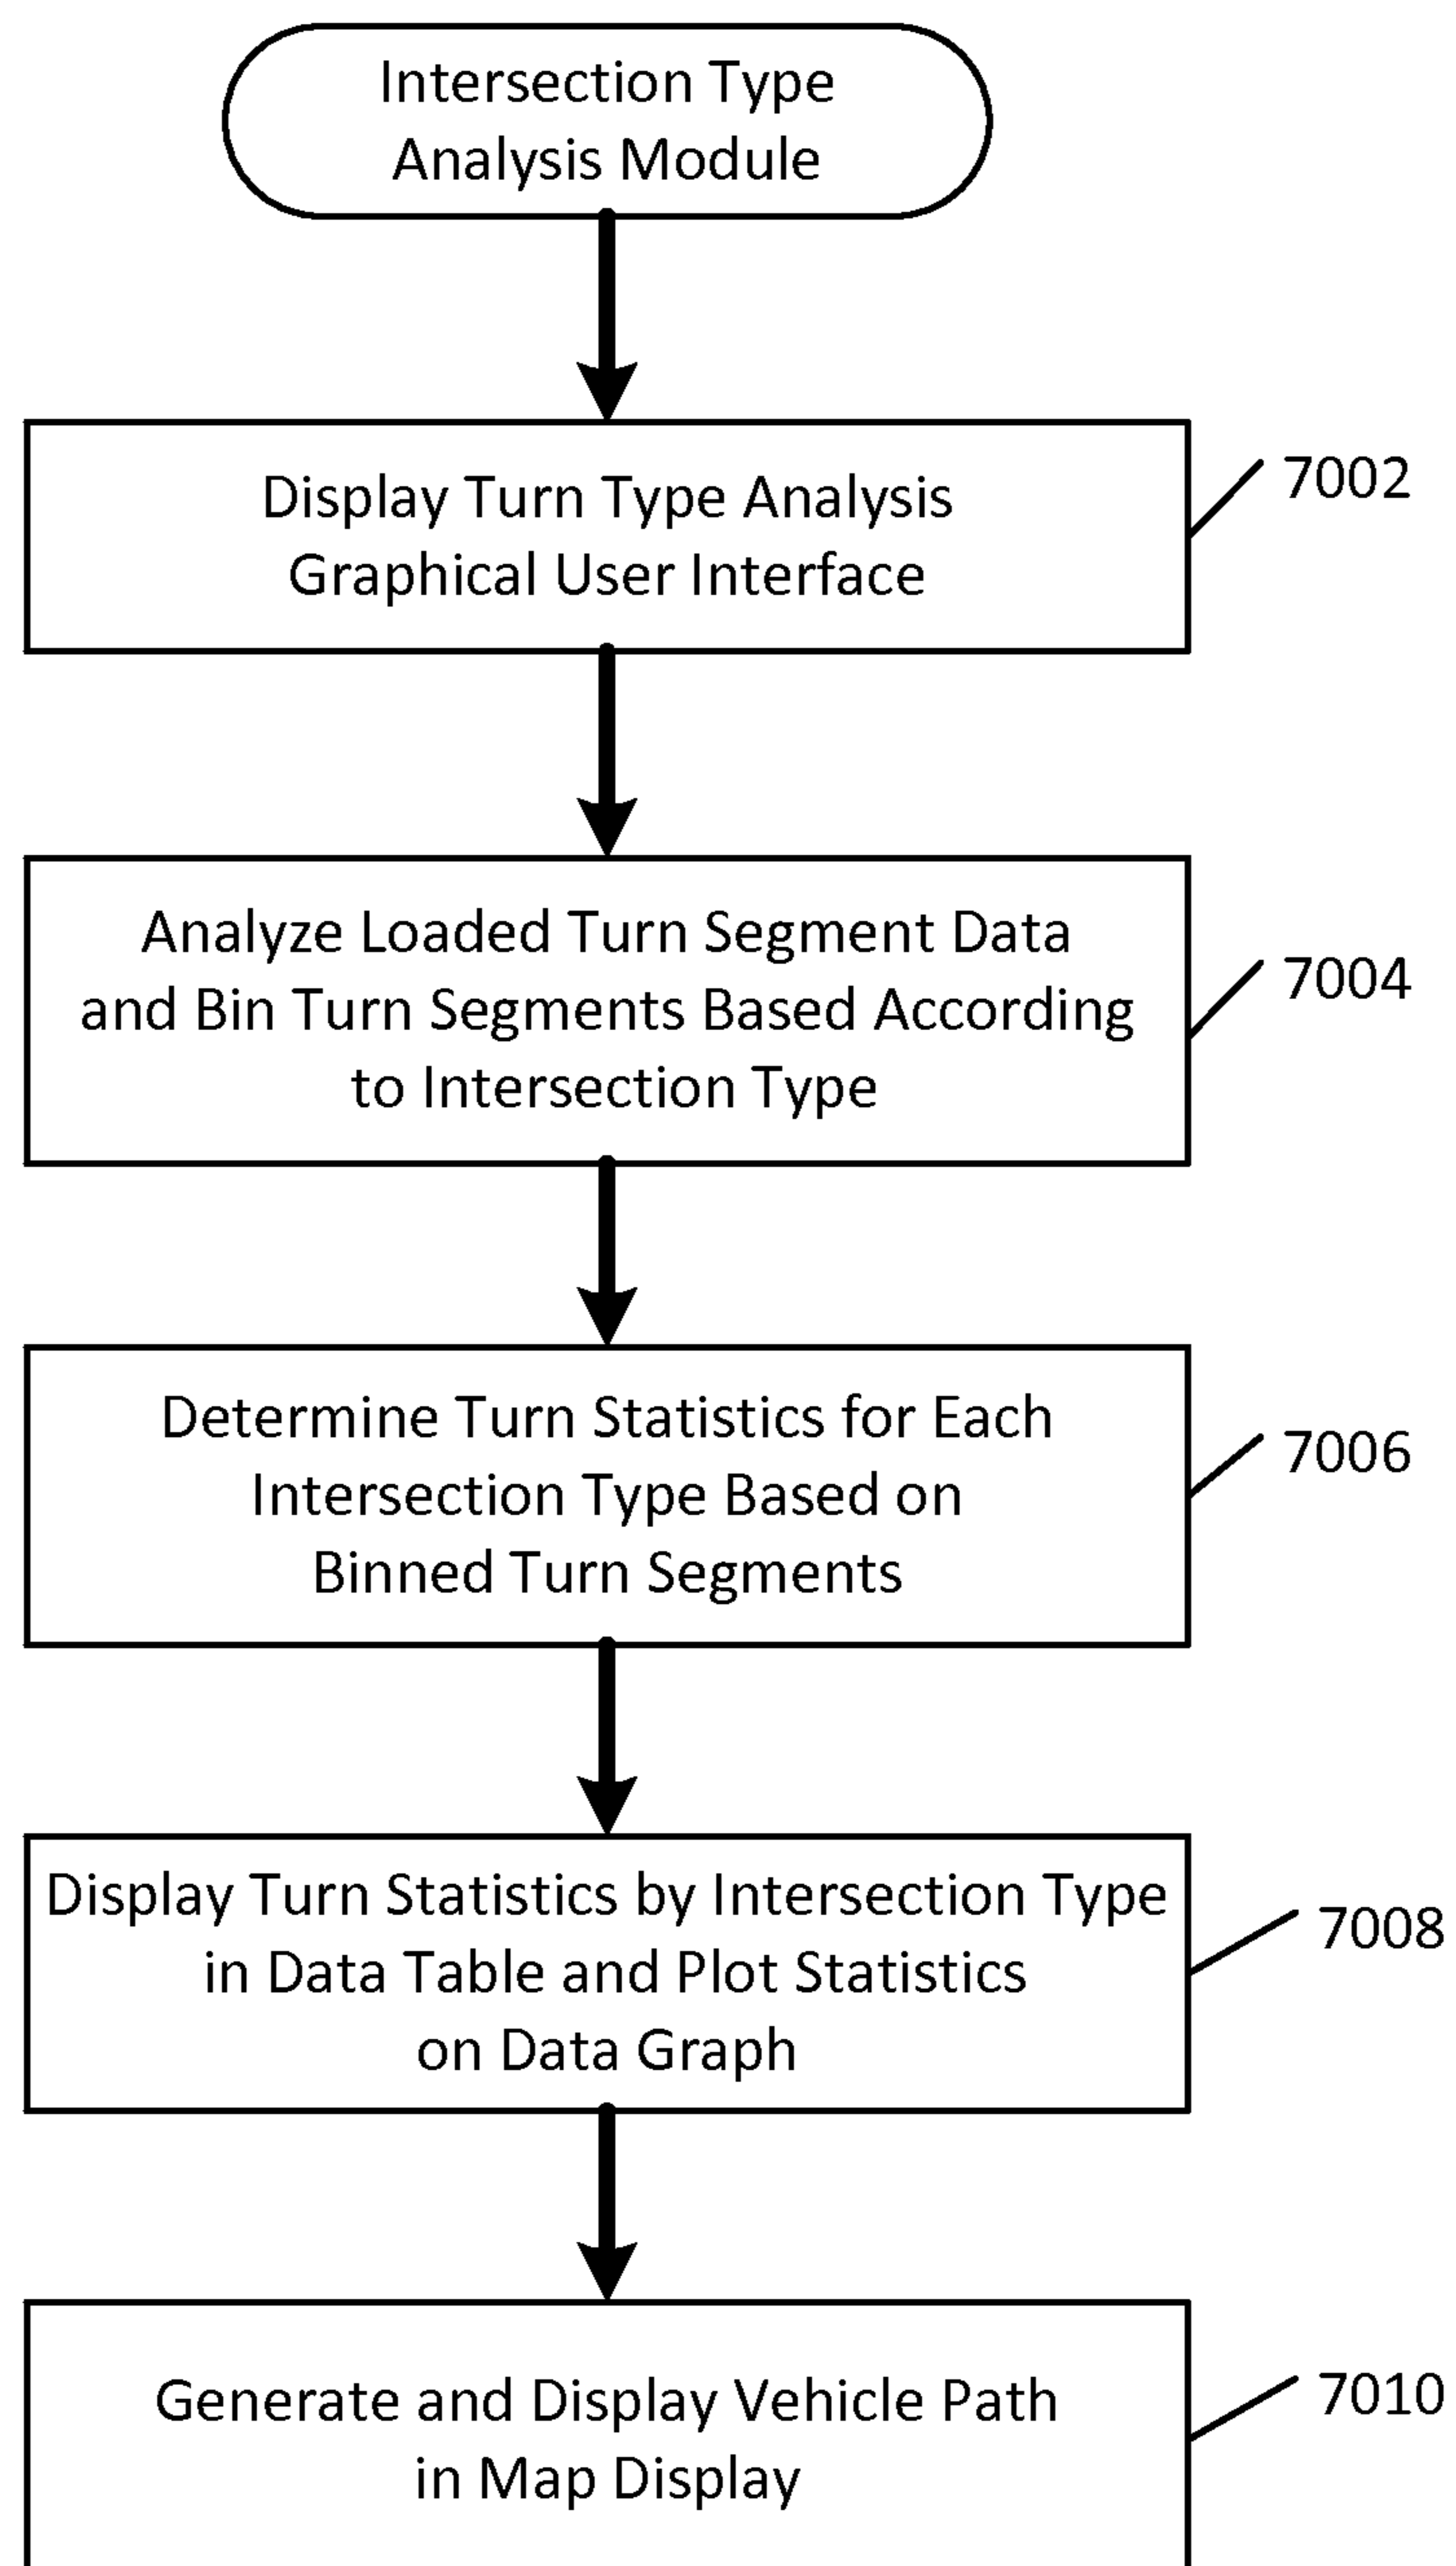 Intersection Type
Analysis Module
Display Turn Type Analysis
Graphical User Interface
7002
Analyze Loaded Turn Segment Data
and Bin Turn Segments Based According
to Intersection Type
7004
Determine Turn Statistics for Each
Intersection Type Based on
Binned Turn Segments
7006
Display Turn Statistics by Intersection Type
in Data Table and Plot Statistics
on Data Graph
7008
Generate and Display Vehicle Path
in Map Display
7010